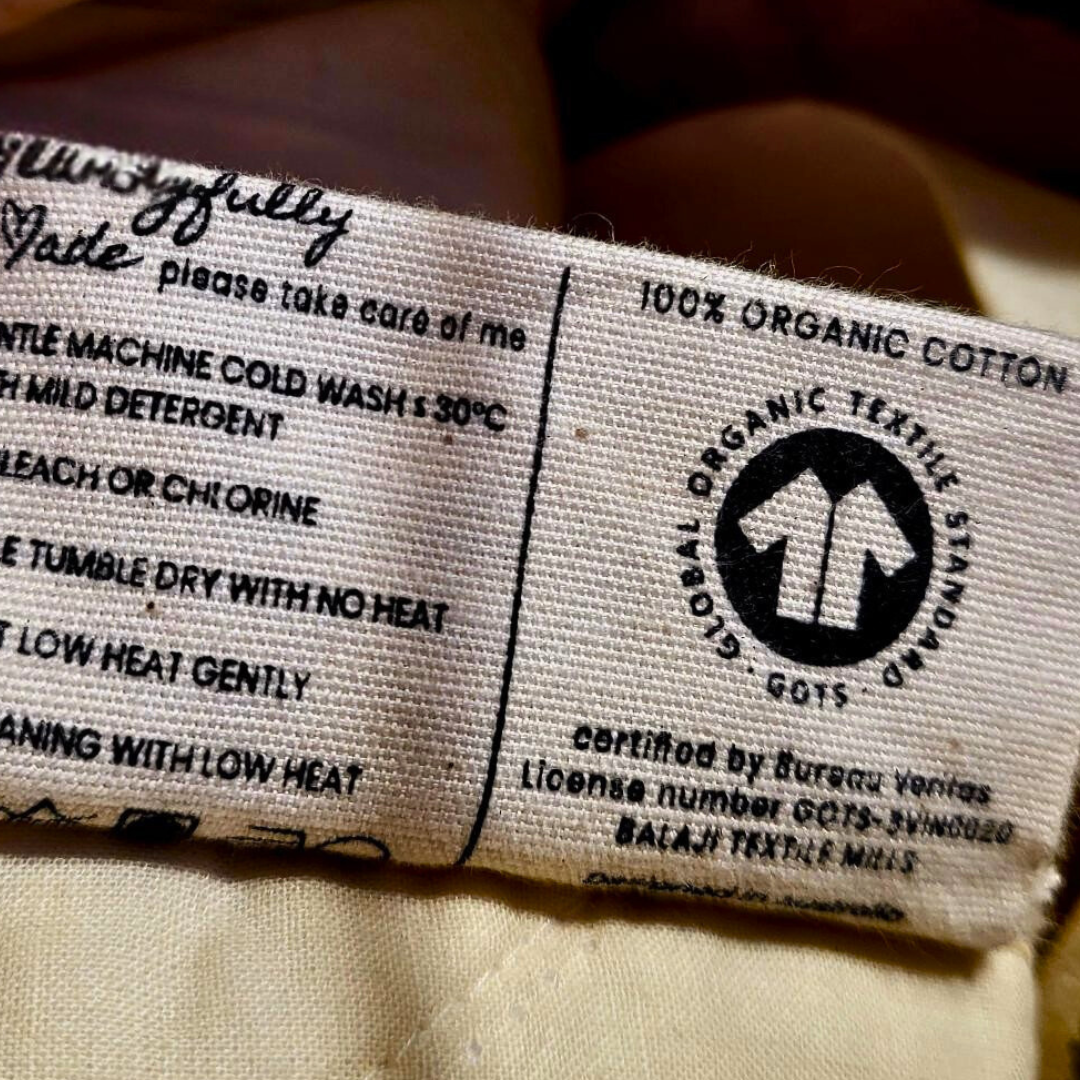 fully
Made please take care of me
NTLE MACHINE COLD WASH ≤ 30°C
H MILD DETERGENT
LEACH OR CHLORINE
E TUMBLE DRY WITH NO HEAT
T LOW HEAT GENTLY
ANING WITH LOW HEAT
100% ORGANIC COTTON
GLOBAL ORGANIC TEXTILE STANDARD
· GOTS ·
certified by Bureau Veritas
License number
BALAJI TEXTILE MILLS